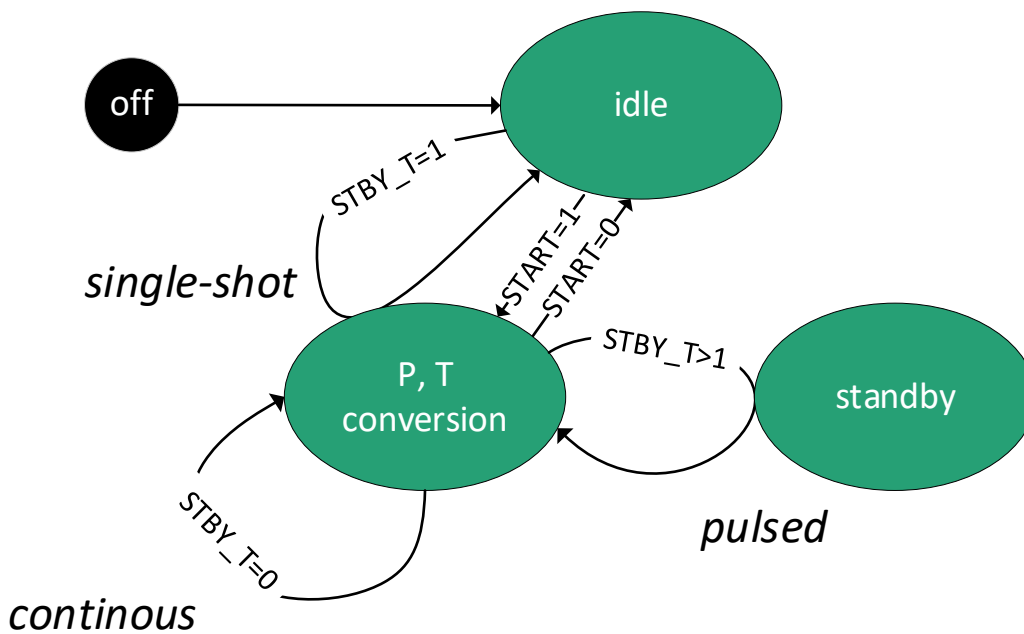 off
idle
STBY_T=1
START=1
START=0
single-shot
STBY_T>1
P, T
conversion
standby
STBY_T=0
pulsed
continous